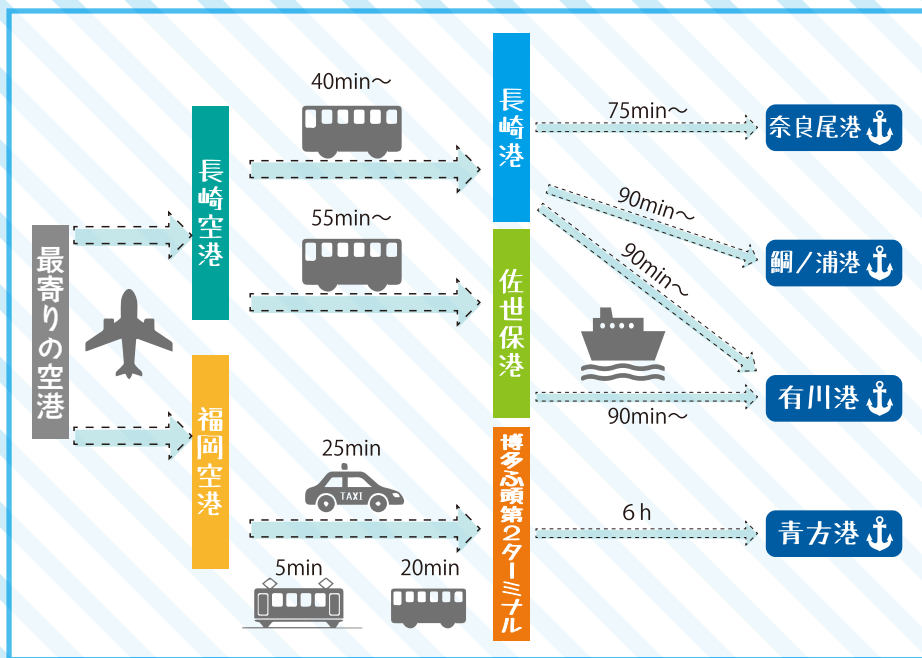 最寄りの空港
長崎空港
福岡空港
40min～
55min～
25min
TAXI
5min
20min
長崎港
佐世保港
博多ふ頭第2ターミナル
75min～
90min～
90min～
90min～
6h
奈良尾港
鯛ノ浦港
有川港
青方港